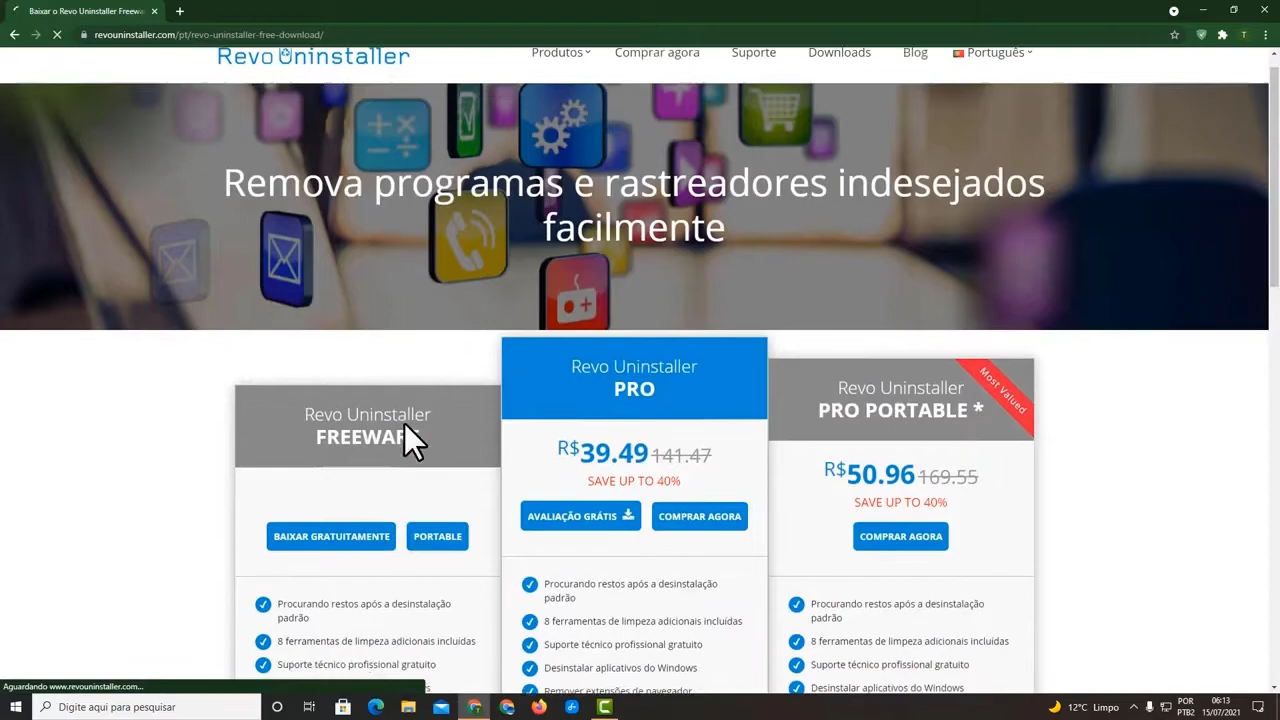 Baixar o Revo Uninstaller Freew
revouninstaller.com/pt/revo-uninstaller-free-download/
T
Revo Uninstaller
Produtos
Comprar agora
Suporte
Downloads
Blog
Português
Remova programas e rastreadores indesejados
facilmente
Revo Uninstaller
FREEWAR
BAIXAR GRATUITAMENTE
PORTABLE
Procurando restos após a desinstalação
padrão
8 ferramentas de limpeza adicionais incluídas
Suporte técnico profissional gratuito
Revo Uninstaller
PRO
R$39.49 141.47
SAVE UP TO 40%
AVALIAÇÃO GRÁTIS
COMPRAR AGORA
Procurando restos após a desinstalação
padrão
8 ferramentas de limpeza adicionais incluídas
Suporte técnico profissional gratuito
Desinstalar aplicativos do Windows
Remover extensões de navegador
Most Valued
Revo Uninstaller
PRO PORTABLE *
R$50.96 169.55
SAVE UP TO 40%
COMPRAR AGORA
Procurando restos após a desinstalação
padrão
8 ferramentas de limpeza adicionais incluídas
Suporte técnico profissional gratuito
Desinstalar aplicativos do Windows
Aguardando www.revouninstaller.com...
Digite aqui para pesquisar
12°C Limpo
POR
PTB2
06:13
15/07/2021